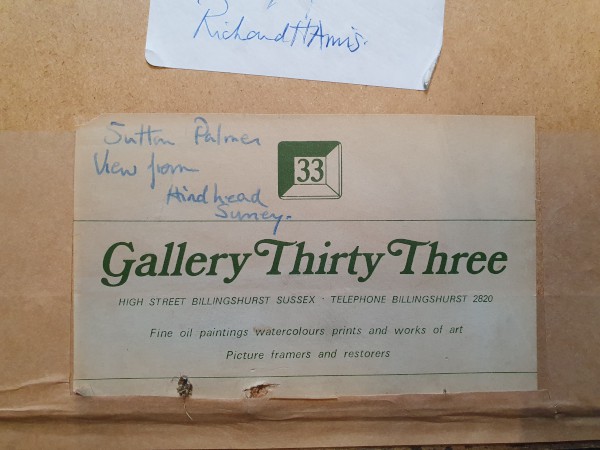 Richard H Amis.
Sutton Palmer
View from
Hindhead
Surrey.
33
Gallery Thirty Three
HIGH STREET BILLINGSHURST SUSSEX · TELEPHONE BILLINGSHURST 2820
Fine oil paintings watercolours prints and works of art
Picture framers and restorers